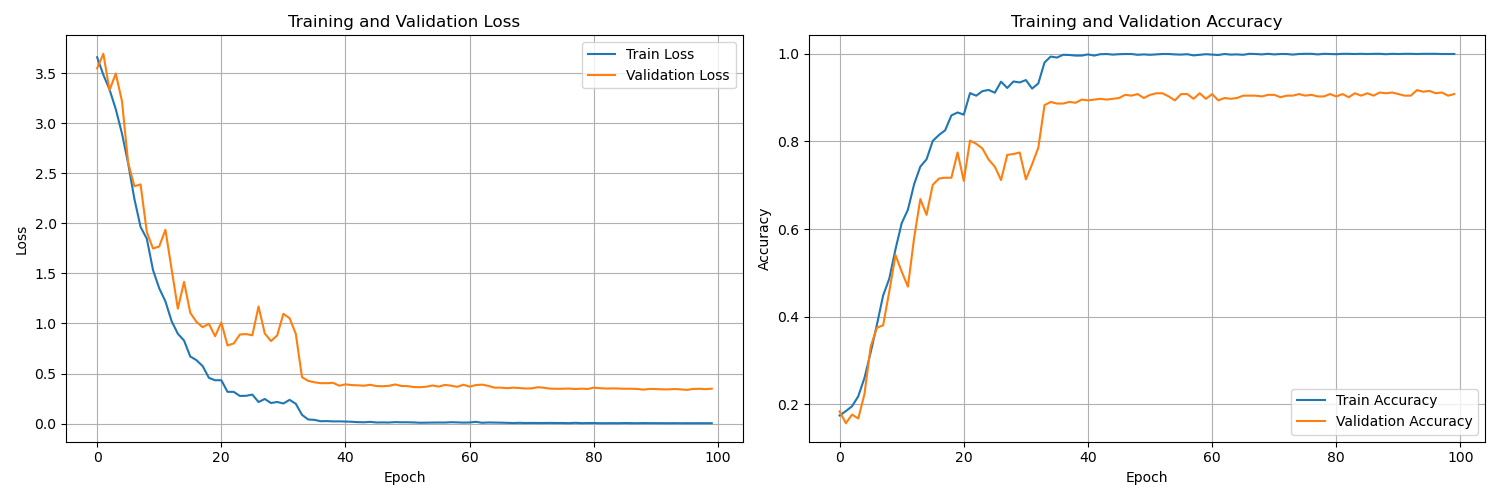 Training and Validation Loss
Train Loss
Validation Loss
3.5
3.0
2.5
2.0
1.5
1.0
0.5
0.0
Loss
0 20 40 60 80 100
Epoch
Training and Validation Accuracy
1.0
0.8
0.6
0.4
0.2
Accuracy
Train Accuracy
Validation Accuracy
0 20 40 60 80 100
Epoch